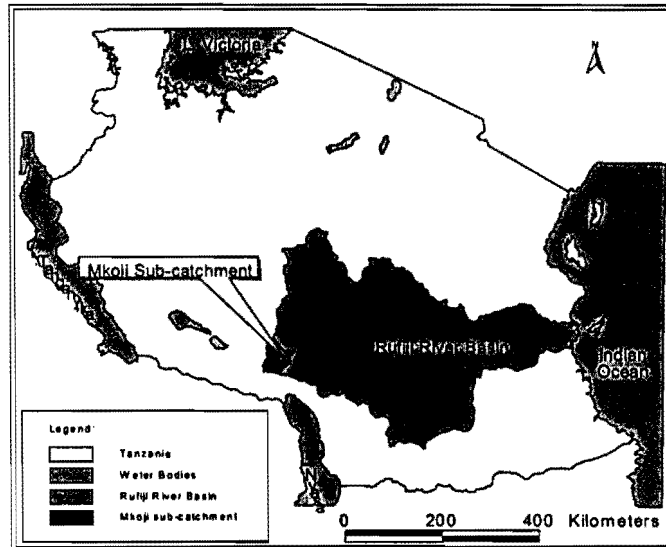 L. Victoria
Mkoji Sub-catchment
Rufiji River Basin
Indian
Ocean
Legend:
Tanzania
Water Bodies
Rufiji River Basin
Mkoji sub-catchment
0 200 400 Kilometers